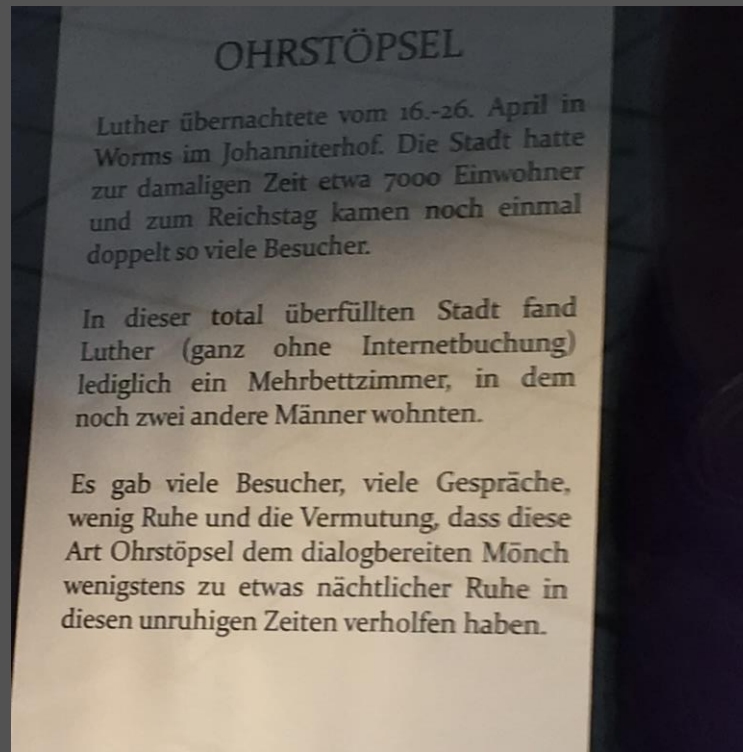 OHRSTÖPSEL
Luther übernachtete vom 16.-26. April in
Worms im Johanniterhof. Die Stadt hatte
zur damaligen Zeit etwa 7000 Einwohner
und zum Reichstag kamen noch einmal
doppelt so viele Besucher.
In dieser total überfüllten Stadt fand
Luther (ganz ohne Internetbuchung)
lediglich ein Mehrbettzimmer, in dem
noch zwei andere Männer wohnten.
Es gab viele Besucher, viele Gespräche,
wenig Ruhe und die Vermutung, dass diese
Art Ohrstöpsel dem dialogbereiten Mönch
wenigstens zu etwas nächtlicher Ruhe in
diesen unruhigen Zeiten verholfen haben.